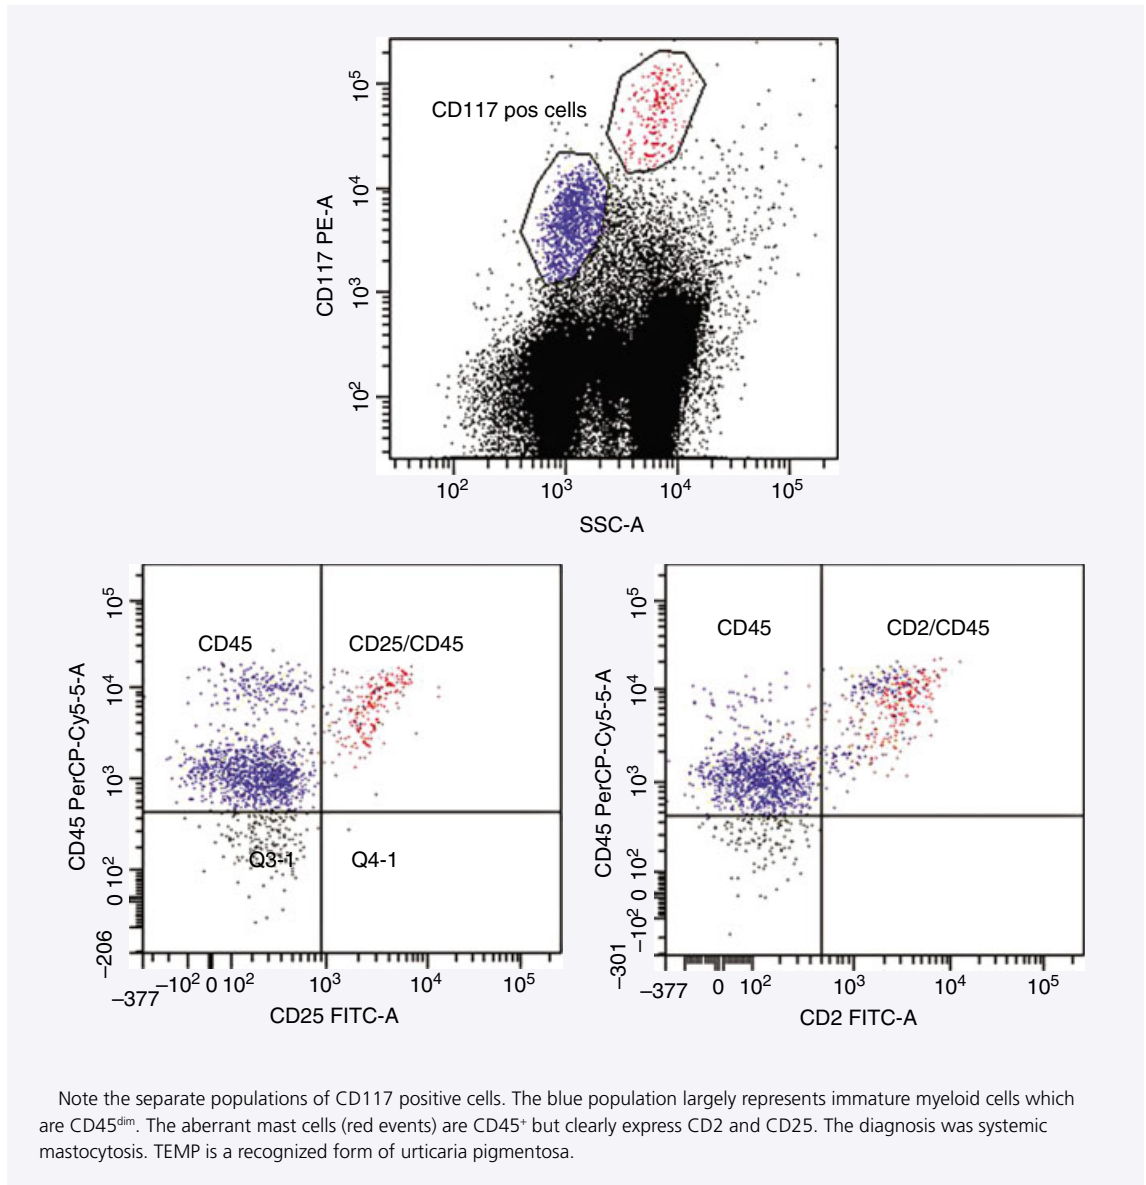 CD117 pos cells
CD117 PE-A
10⁵
10⁴
10³
10²
10² 10³ 10⁴ 10⁵
SSC-A
CD45 CD25/CD45
Q3-1 Q4-1
CD45 PerCP-Cy5-5-A
10⁵
10⁴
10³
10²
0
–206
–377 –10² 0 10² 10³ 10⁴ 10⁵
CD25 FITC-A
CD45 CD2/CD45
CD45 PerCP-Cy5-5-A
10⁵
10⁴
10³
10²
0
–10²
–301
–377 0 10² 10³ 10⁴ 10⁵
CD2 FITC-A
Note the separate populations of CD117 positive cells. The blue population largely represents immature myeloid cells which
are CD45ᵈⁱᵐ. The aberrant mast cells (red events) are CD45⁺ but clearly express CD2 and CD25. The diagnosis was systemic
mastocytosis. TEMP is a recognized form of urticaria pigmentosa.